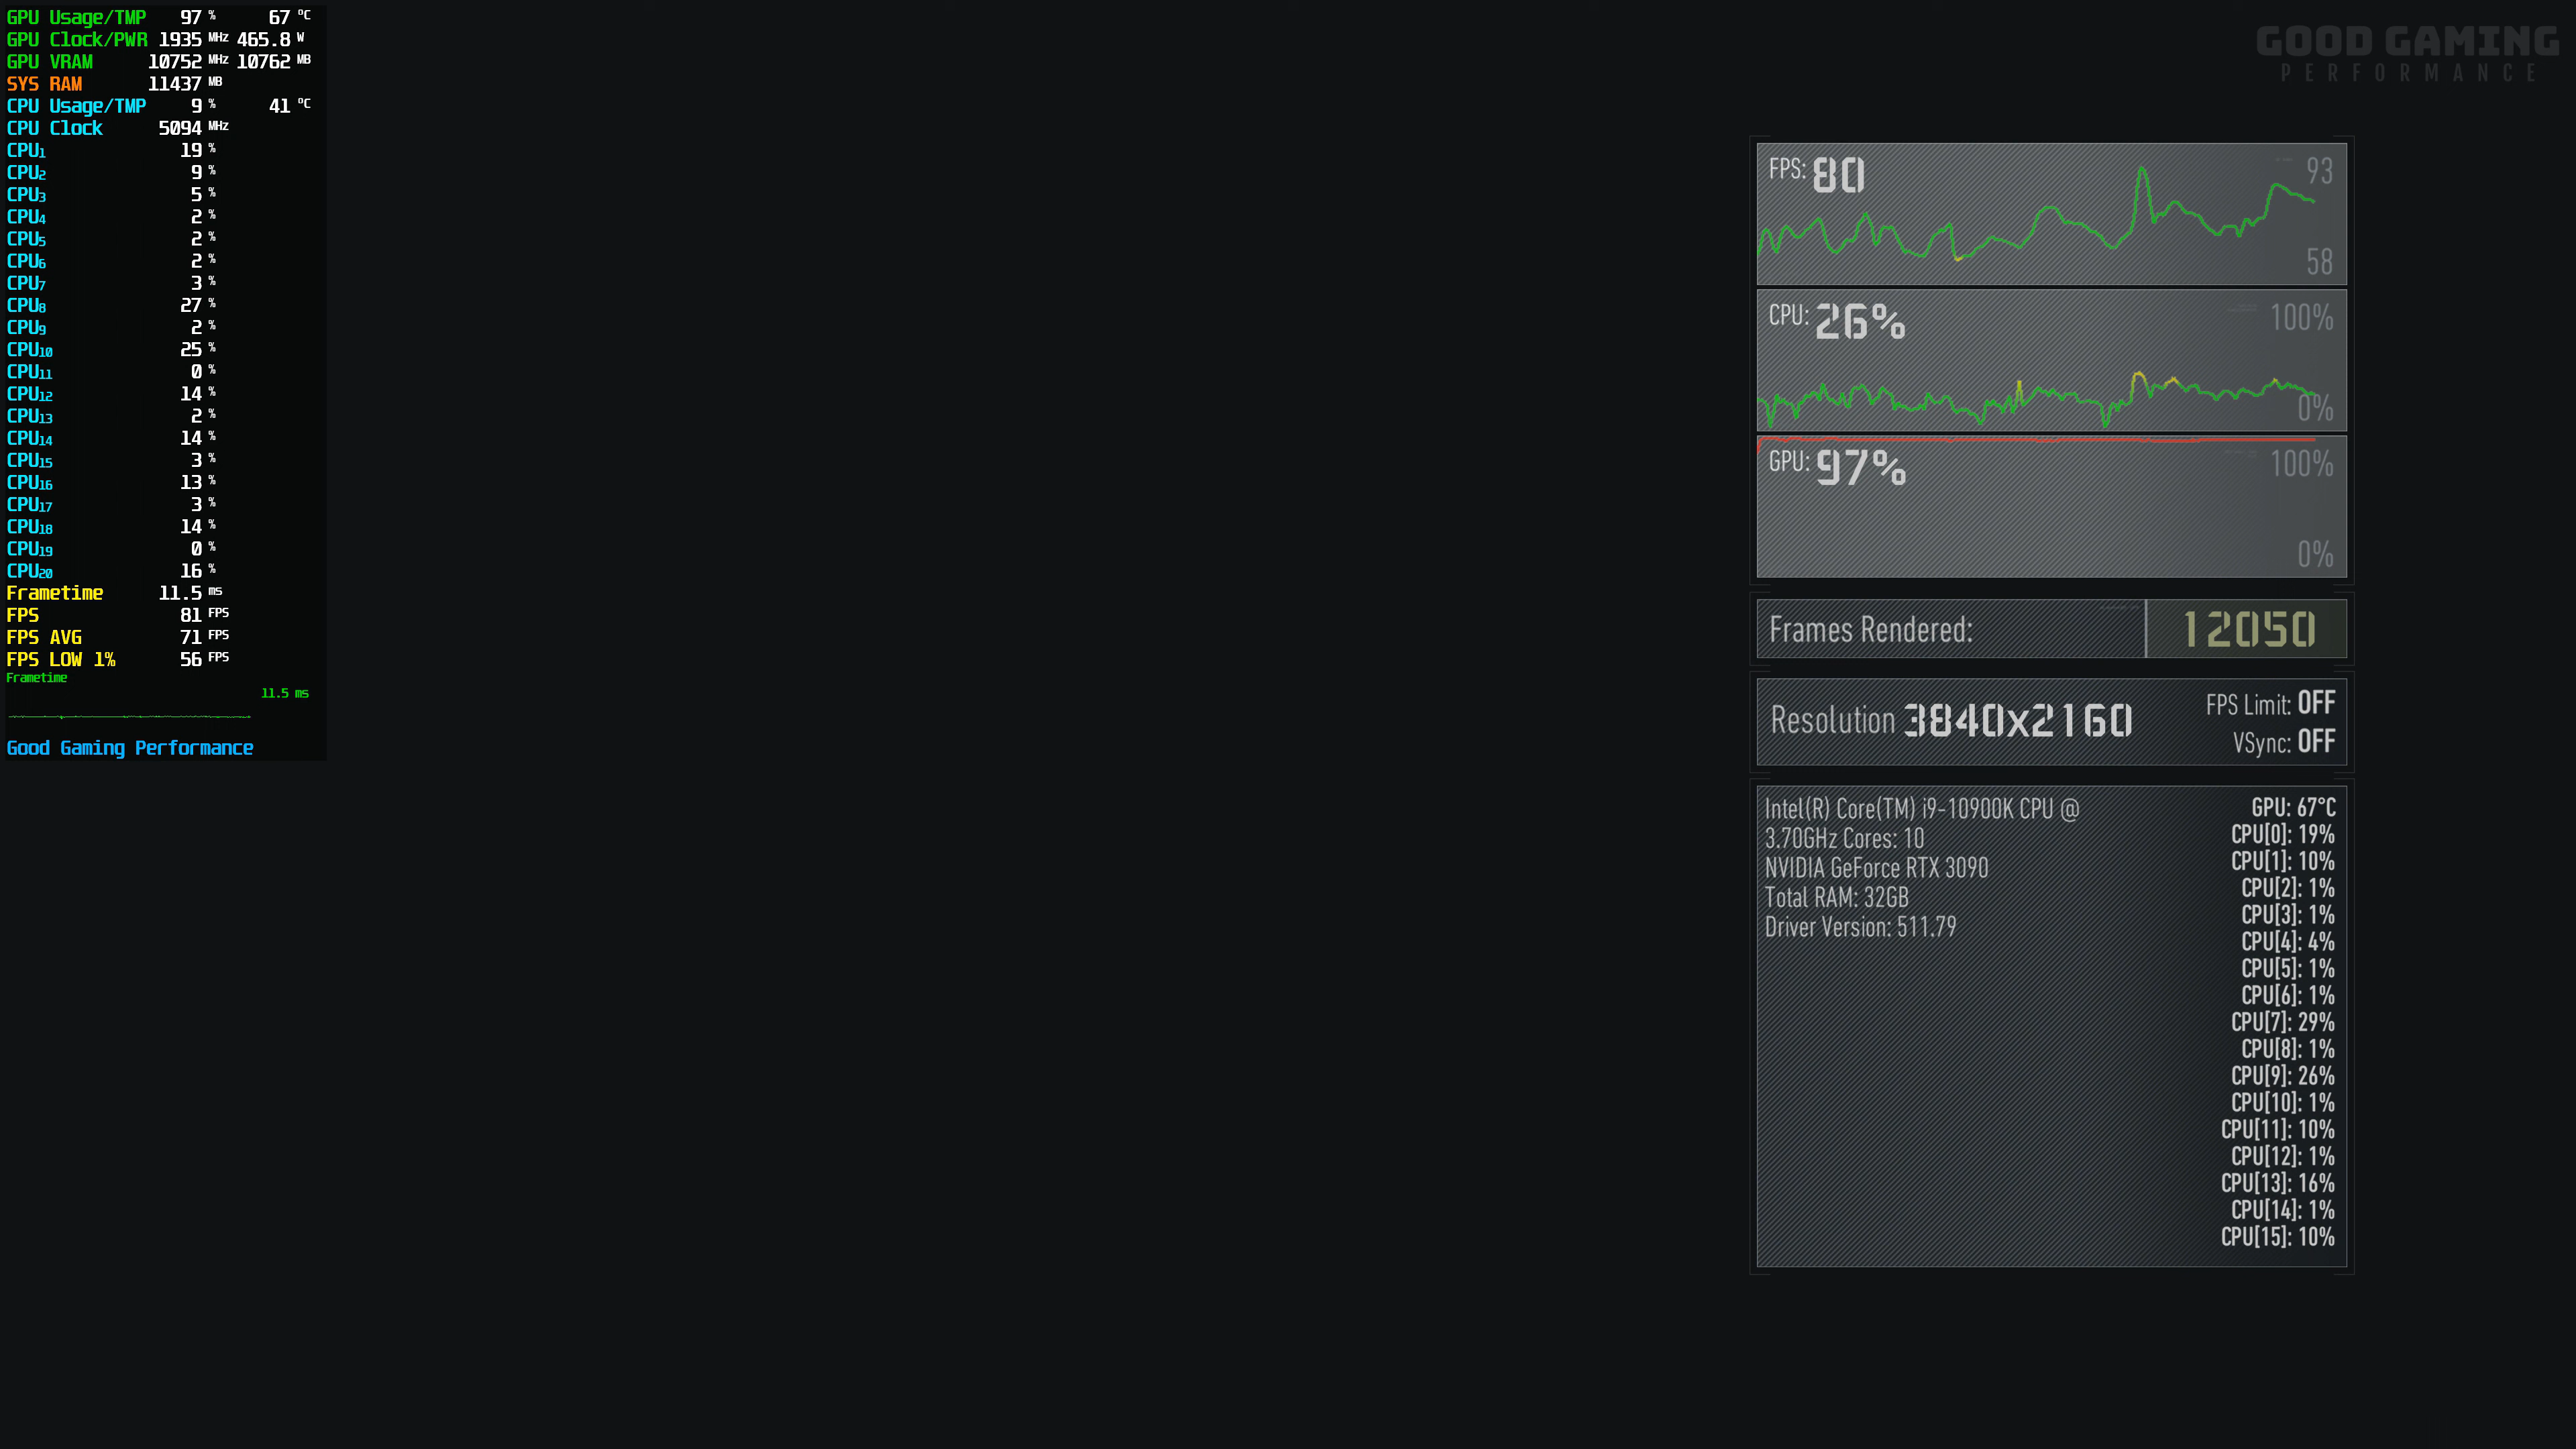 GPU Usage/TMP 97 % 67 °C
GPU Clock/PWR 1935 MHz 465.8 W
GPU VRAM 10752 MHz 10762 MB
SYS RAM 11437 MB
CPU Usage/TMP 9 % 41 °C
CPU Clock 5094 MHz
CPU1 19 %
CPU2 9 %
CPU3 5 %
CPU4 2 %
CPU5 2 %
CPU6 2 %
CPU7 3 %
CPU8 27 %
CPU9 2 %
CPU10 25 %
CPU11 0 %
CPU12 14 %
CPU13 2 %
CPU14 14 %
CPU15 3 %
CPU16 13 %
CPU17 3 %
CPU18 14 %
CPU19 0 %
CPU20 16 %
Frametime 11.5 ms
FPS 81 FPS
FPS AVG 71 FPS
FPS LOW 1% 56 FPS
Frametime
11.5 ms
Good Gaming Performance
GOOD GAMING
PERFORMANCE
FPS: 80 93
58
CPU: 26% 100%
0%
GPU: 97% 100%
0%
Frames Rendered: 12050
Resolution 3840x2160
FPS Limit: OFF
VSync: OFF
Intel(R) Core(TM) i9-10900K CPU @
3.70GHz Cores: 10
NVIDIA GeForce RTX 3090
Total RAM: 32GB
Driver Version: 511.79
GPU: 67°C
CPU[0]: 19%
CPU[1]: 10%
CPU[2]: 1%
CPU[3]: 1%
CPU[4]: 4%
CPU[5]: 1%
CPU[6]: 1%
CPU[7]: 29%
CPU[8]: 1%
CPU[9]: 26%
CPU[10]: 1%
CPU[11]: 10%
CPU[12]: 1%
CPU[13]: 16%
CPU[14]: 1%
CPU[15]: 10%